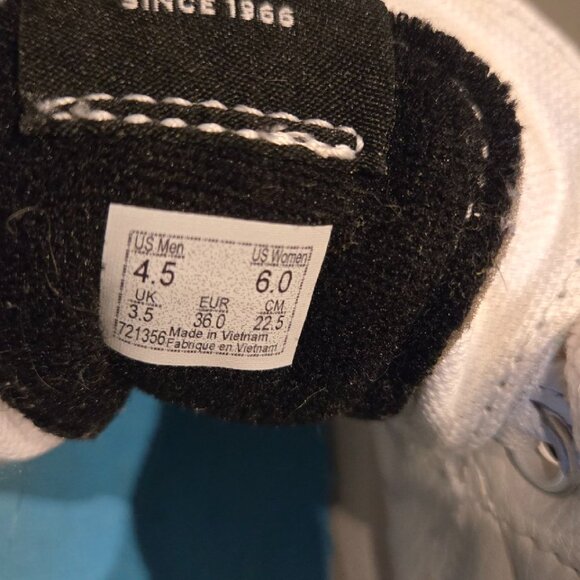 SINCE 1966
US Men US Women
4.5 6.0
UK EUR CM
3.5 36.0 22.5
721356 Made in Vietnam
Fabrique en Vietnam